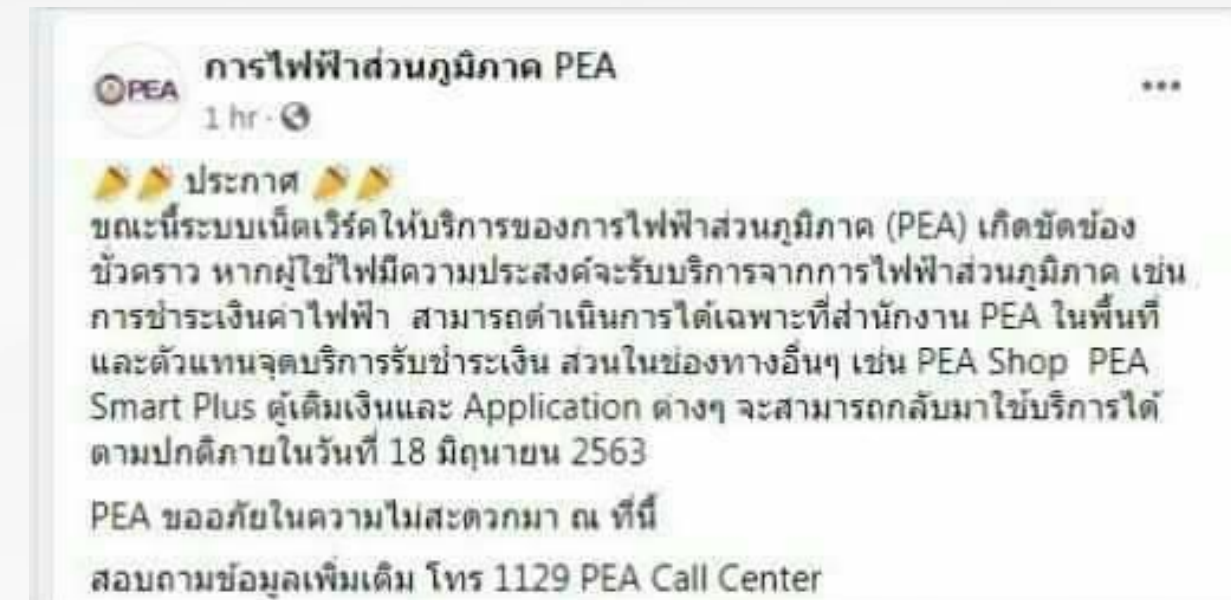 การไฟฟ้าส่วนภูมิภาค PEA
PEA
1 hr ·
ประกาศ
ขณะนี้ระบบเน็ตเวิร์คให้บริการของการไฟฟ้าส่วนภูมิภาค (PEA) เกิดขัดข้อง
ชั่วคราว หากผู้ใช้ไฟมีความประสงค์จะรับบริการจากการไฟฟ้าส่วนภูมิภาค เช่น
การชำระเงินค่าไฟฟ้า สามารถดำเนินการได้เฉพาะที่สำนักงาน PEA ในพื้นที่
และตัวแทนจุดบริการรับชำระเงิน ส่วนในช่องทางอื่นๆ เช่น PEA Shop PEA
Smart Plus ตู้เติมเงินและ Application ต่างๆ จะสามารถกลับมาใช้บริการได้
ตามปกติภายในวันที่ 18 มิถุนายน 2563
PEA ขออภัยในความไม่สะดวกมา ณ ที่นี้
สอบถามข้อมูลเพิ่มเติม โทร 1129 PEA Call Center